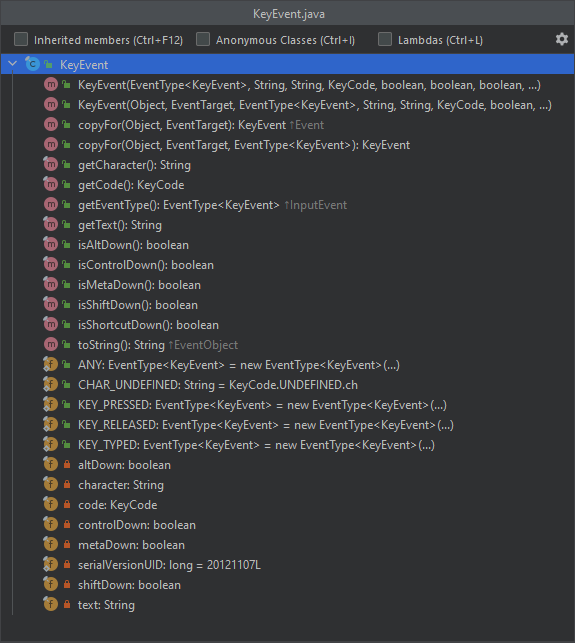 KeyEvent.java
Inherited members (Ctrl+F12) Anonymous Classes (Ctrl+I) Lambdas (Ctrl+L)
C KeyEvent
m KeyEvent(EventType<KeyEvent>, String, String, KeyCode, boolean, boolean, boolean, ...)
m KeyEvent(Object, EventTarget, EventType<KeyEvent>, String, String, KeyCode, boolean, ...)
m copyFor(Object, EventTarget): KeyEvent ↑Event
m copyFor(Object, EventTarget, EventType<KeyEvent>): KeyEvent
m getCharacter(): String
m getCode(): KeyCode
m getEventType(): EventType<KeyEvent> ↑InputEvent
m getText(): String
m isAltDown(): boolean
m isControlDown(): boolean
m isMetaDown(): boolean
m isShiftDown(): boolean
m isShortcutDown(): boolean
m toString(): String ↑EventObject
f ANY: EventType<KeyEvent> = new EventType<KeyEvent>(...)
f CHAR_UNDEFINED: String = KeyCode.UNDEFINED.ch
f KEY_PRESSED: EventType<KeyEvent> = new EventType<KeyEvent>(...)
f KEY_RELEASED: EventType<KeyEvent> = new EventType<KeyEvent>(...)
f KEY_TYPED: EventType<KeyEvent> = new EventType<KeyEvent>(...)
f altDown: boolean
f character: String
f code: KeyCode
f controlDown: boolean
f metaDown: boolean
f serialVersionUID: long = 20121107L
f shiftDown: boolean
f text: String